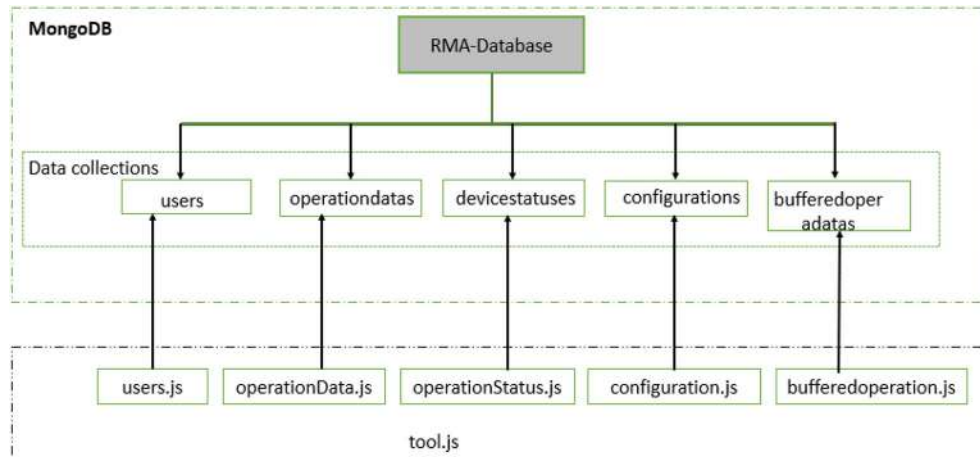 MongoDB
RMA-Database
Data collections
users
operationdatas
devicestatuses
configurations
bufferedoper
adatas
users.js
operationData.js
operationStatus.js
configuration.js
bufferedoperation.js
tool.js